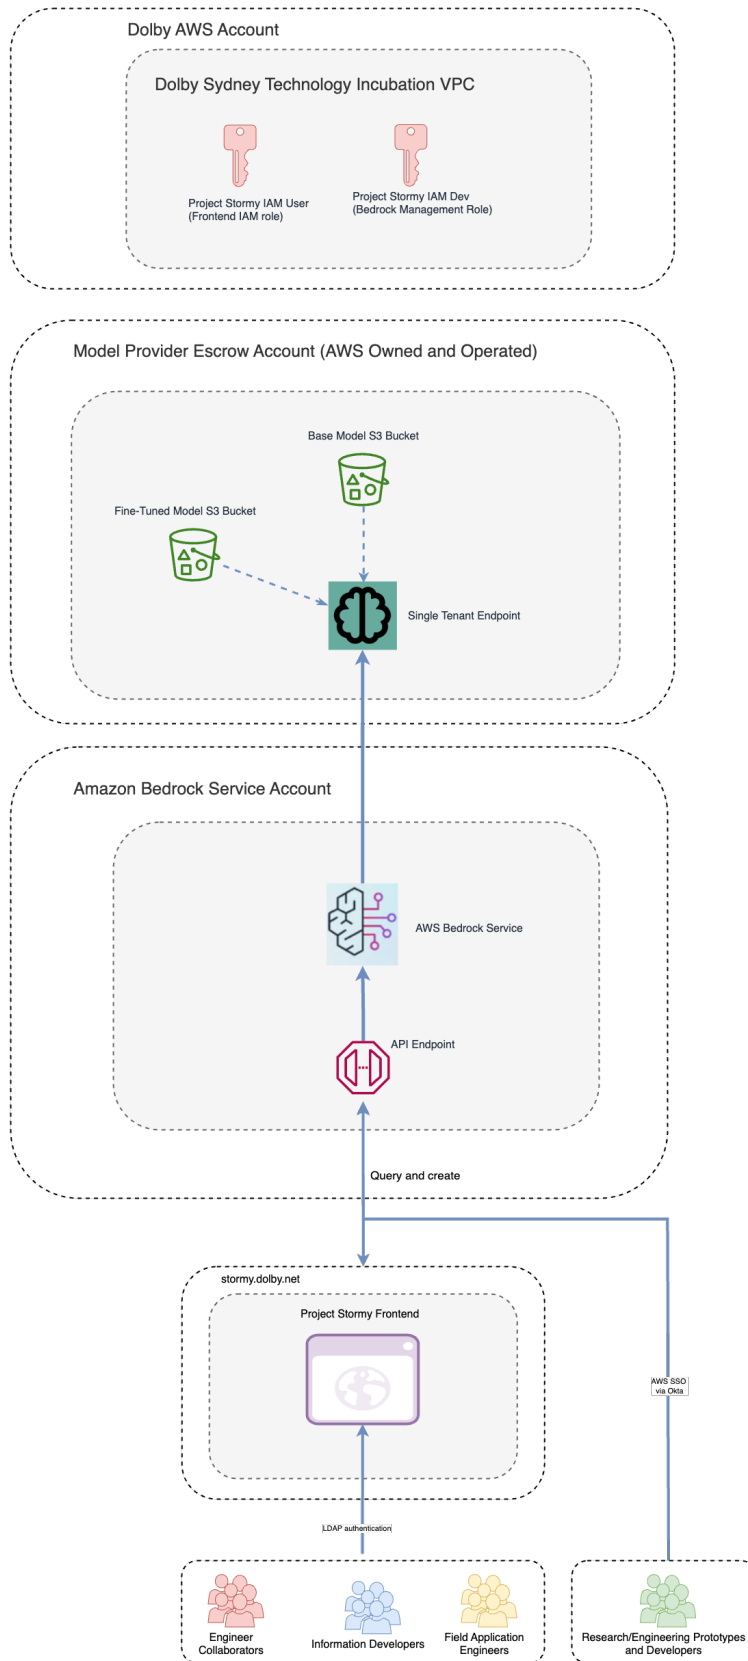 Dolby AWS Account
Dolby Sydney Technology Incubation VPC
Project Stormy IAM User
(Frontend IAM role)
Project Stormy IAM Dev
(Bedrock Management Role)
Model Provider Escrow Account (AWS Owned and Operated)
Base Model S3 Bucket
Fine-Tuned Model S3 Bucket
Single Tenant Endpoint
Amazon Bedrock Service Account
AWS Bedrock Service
API Endpoint
Query and create
stormy.dolby.net
Project Stormy Frontend
AWS SSO
via Okta
LDAP authentication
Engineer
Collaborators
Information Developers
Field Application
Engineers
Research/Engineering Prototypes
and Developers